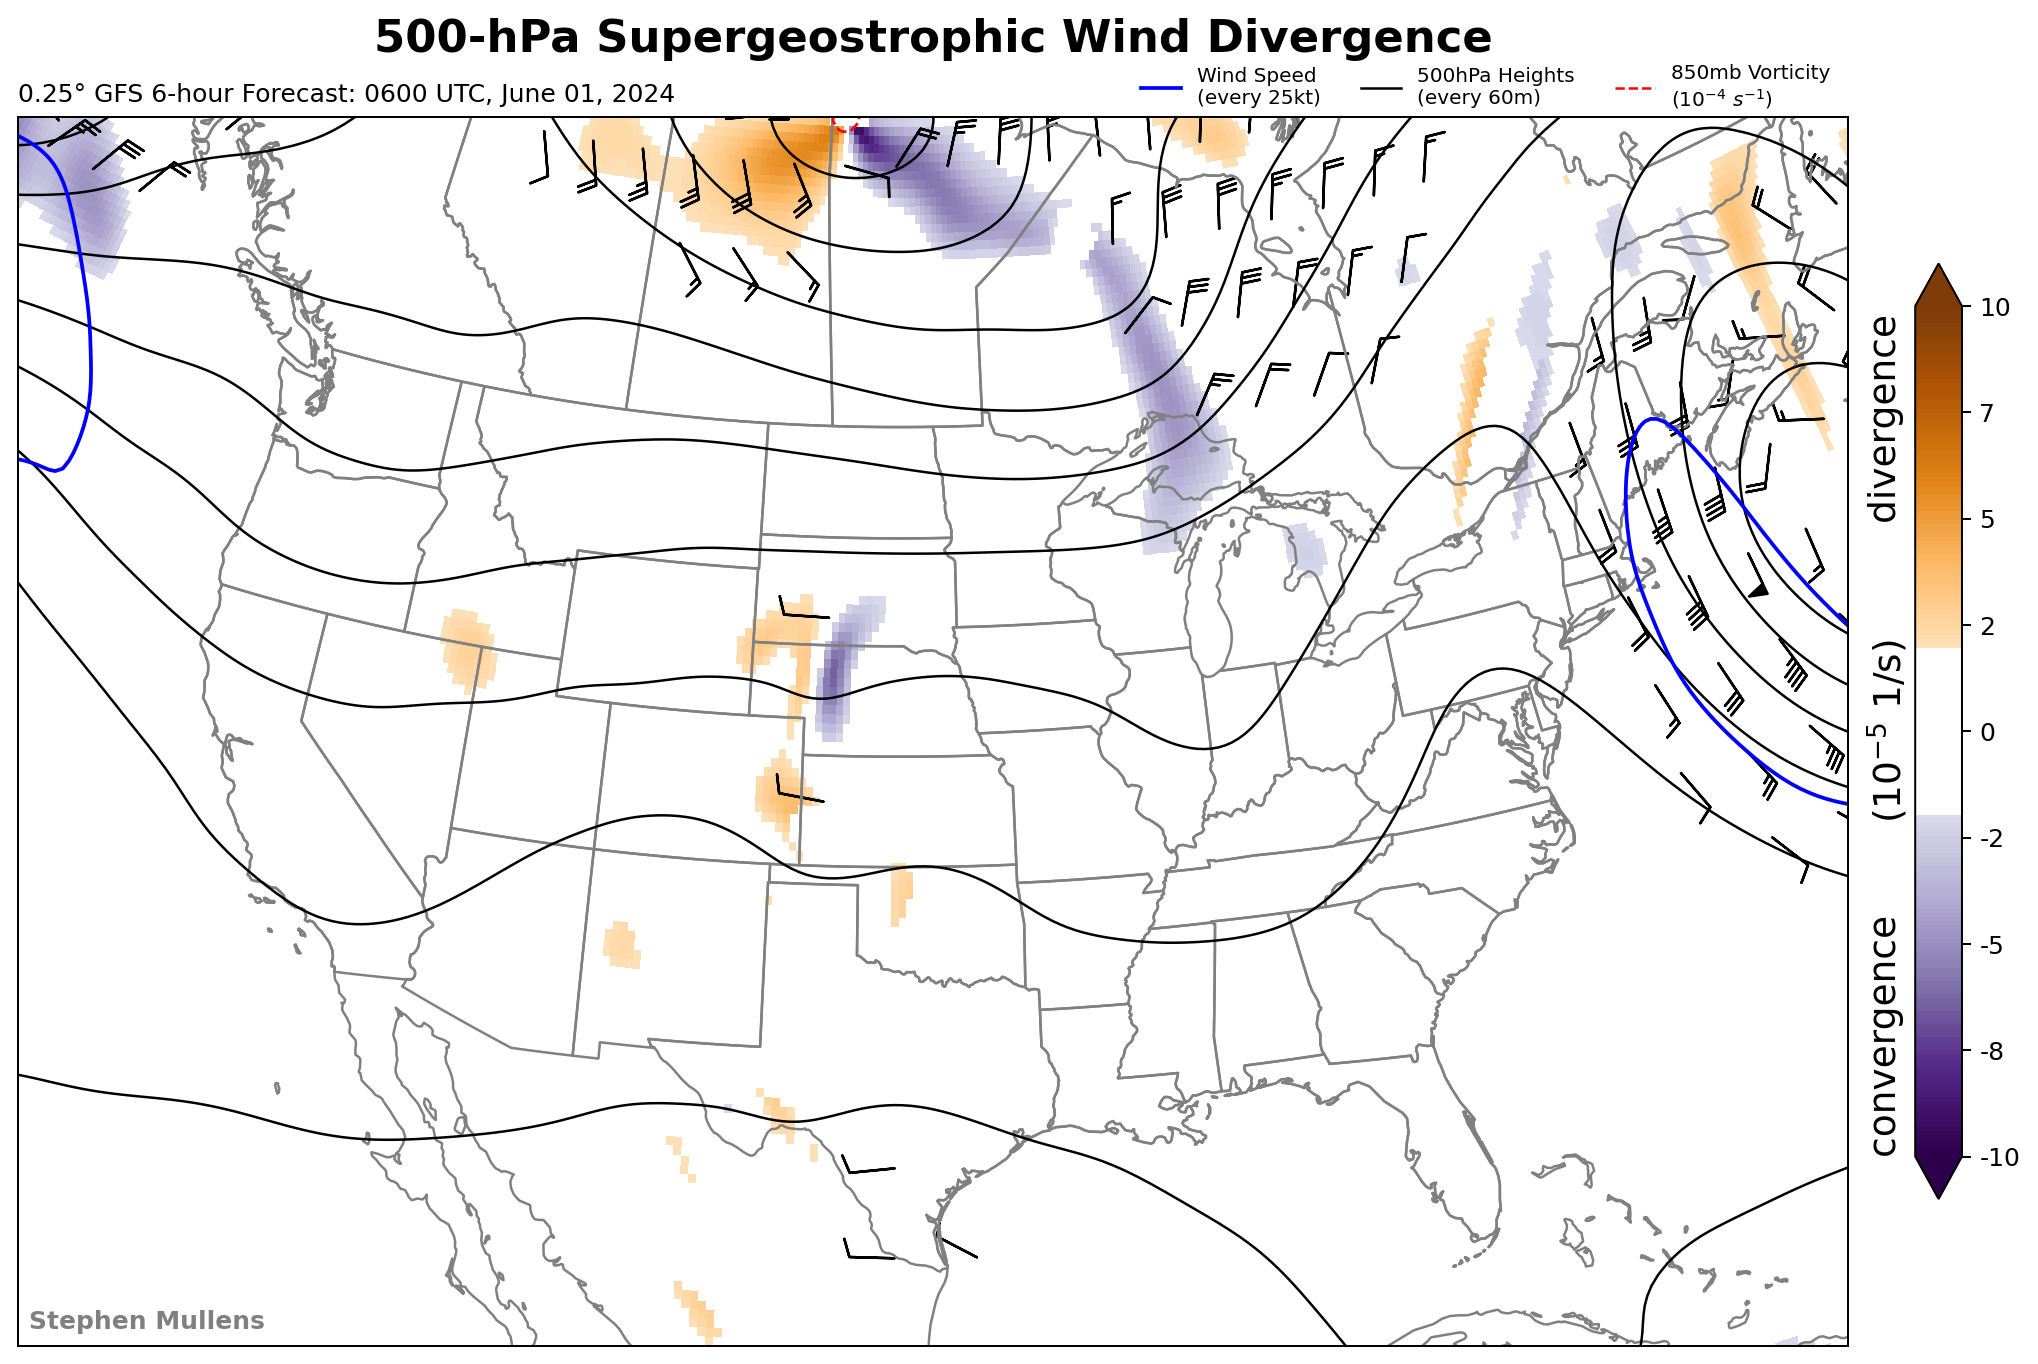 500-hPa Supergeostrophic Wind Divergence
0.25° GFS 6-hour Forecast: 0600 UTC, June 01, 2024
Wind Speed
(every 25kt)
500hPa Heights
(every 60m)
850mb Vorticity
(10⁻⁴ s⁻¹)
10
7
5
2
0
-2
-5
-8
-10
convergence (10⁻⁵ 1/s) divergence
Stephen Mullens